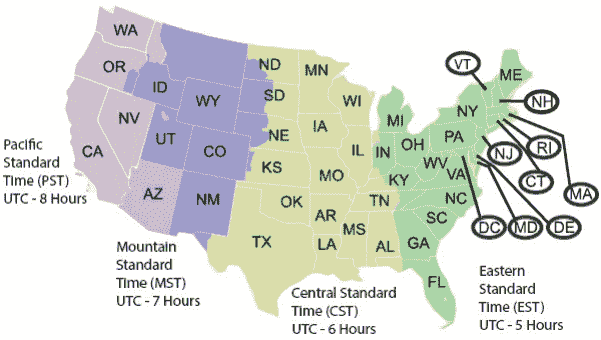 WA
OR
ID
NV
CA
AZ
UT
WY
CO
NM
ND
SD
NE
KS
OK
TX
MN
IA
MO
AR
LA
WI
IL
MS
TN
AL
MI
IN
OH
KY
WV
VA
NC
SC
GA
FL
PA
NY
ME
VT
NH
RI
MA
CT
NJ
DC
MD
DE
Pacific
Standard
Time (PST)
UTC - 8 Hours
Mountain
Standard
Time (MST)
UTC - 7 Hours
Central Standard
Time (CST)
UTC - 6 Hours
Eastern
Standard
Time (EST)
UTC - 5 Hours